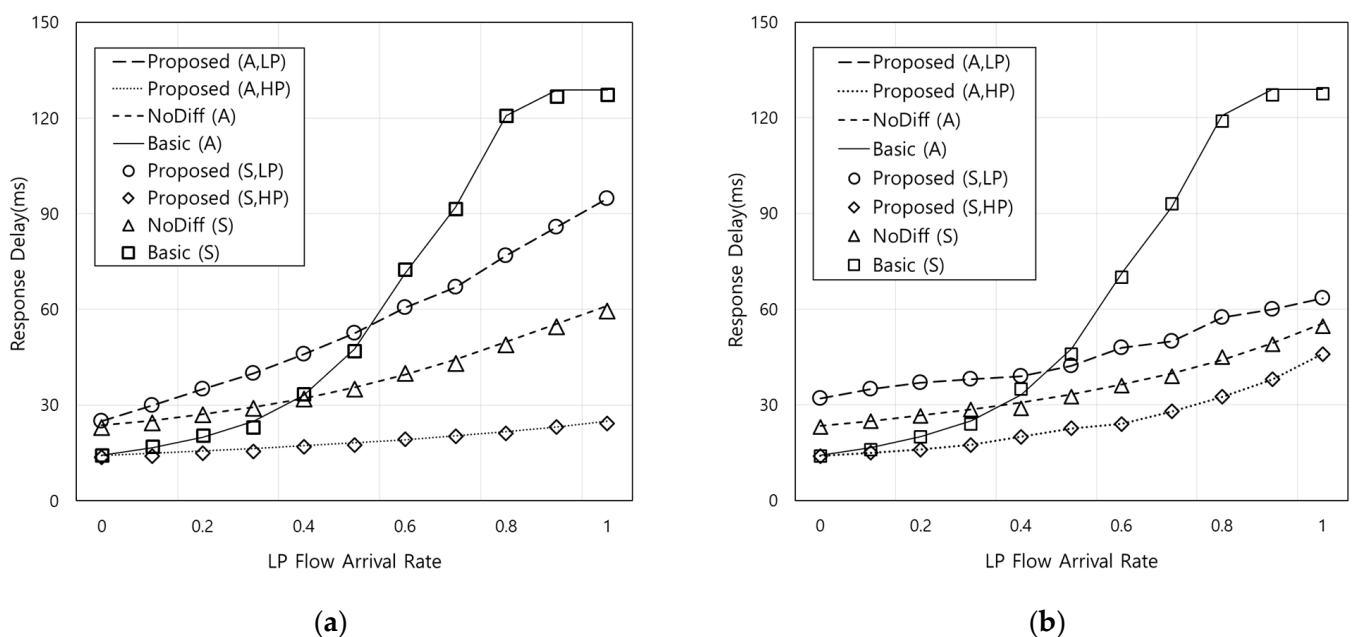 150
120
90
60
30
0
Response Delay(ms)
Proposed (A,LP)
Proposed (A,HP)
NoDiff (A)
Basic (A)
Proposed (S,LP)
Proposed (S,HP)
NoDiff (S)
Basic (S)
0 0.2 0.4 0.6 0.8 1
LP Flow Arrival Rate
(a)
150
120
90
60
30
0
Response Delay(ms)
Proposed (A,LP)
Proposed (A,HP)
NoDiff (A)
Basic (A)
Proposed (S,LP)
Proposed (S,HP)
NoDiff (S)
Basic (S)
0 0.2 0.4 0.6 0.8 1
LP Flow Arrival Rate
(b)